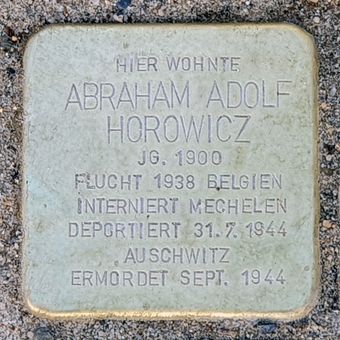 HIER WOHNTE
ABRAHAM ADOLF
HOROWICZ
JG. 1900
FLUCHT 1938 BELGIEN
INTERNIERT MECHELEN
DEPORTIERT 31.7.1944
AUSCHWITZ
ERMORDET SEPT. 1944